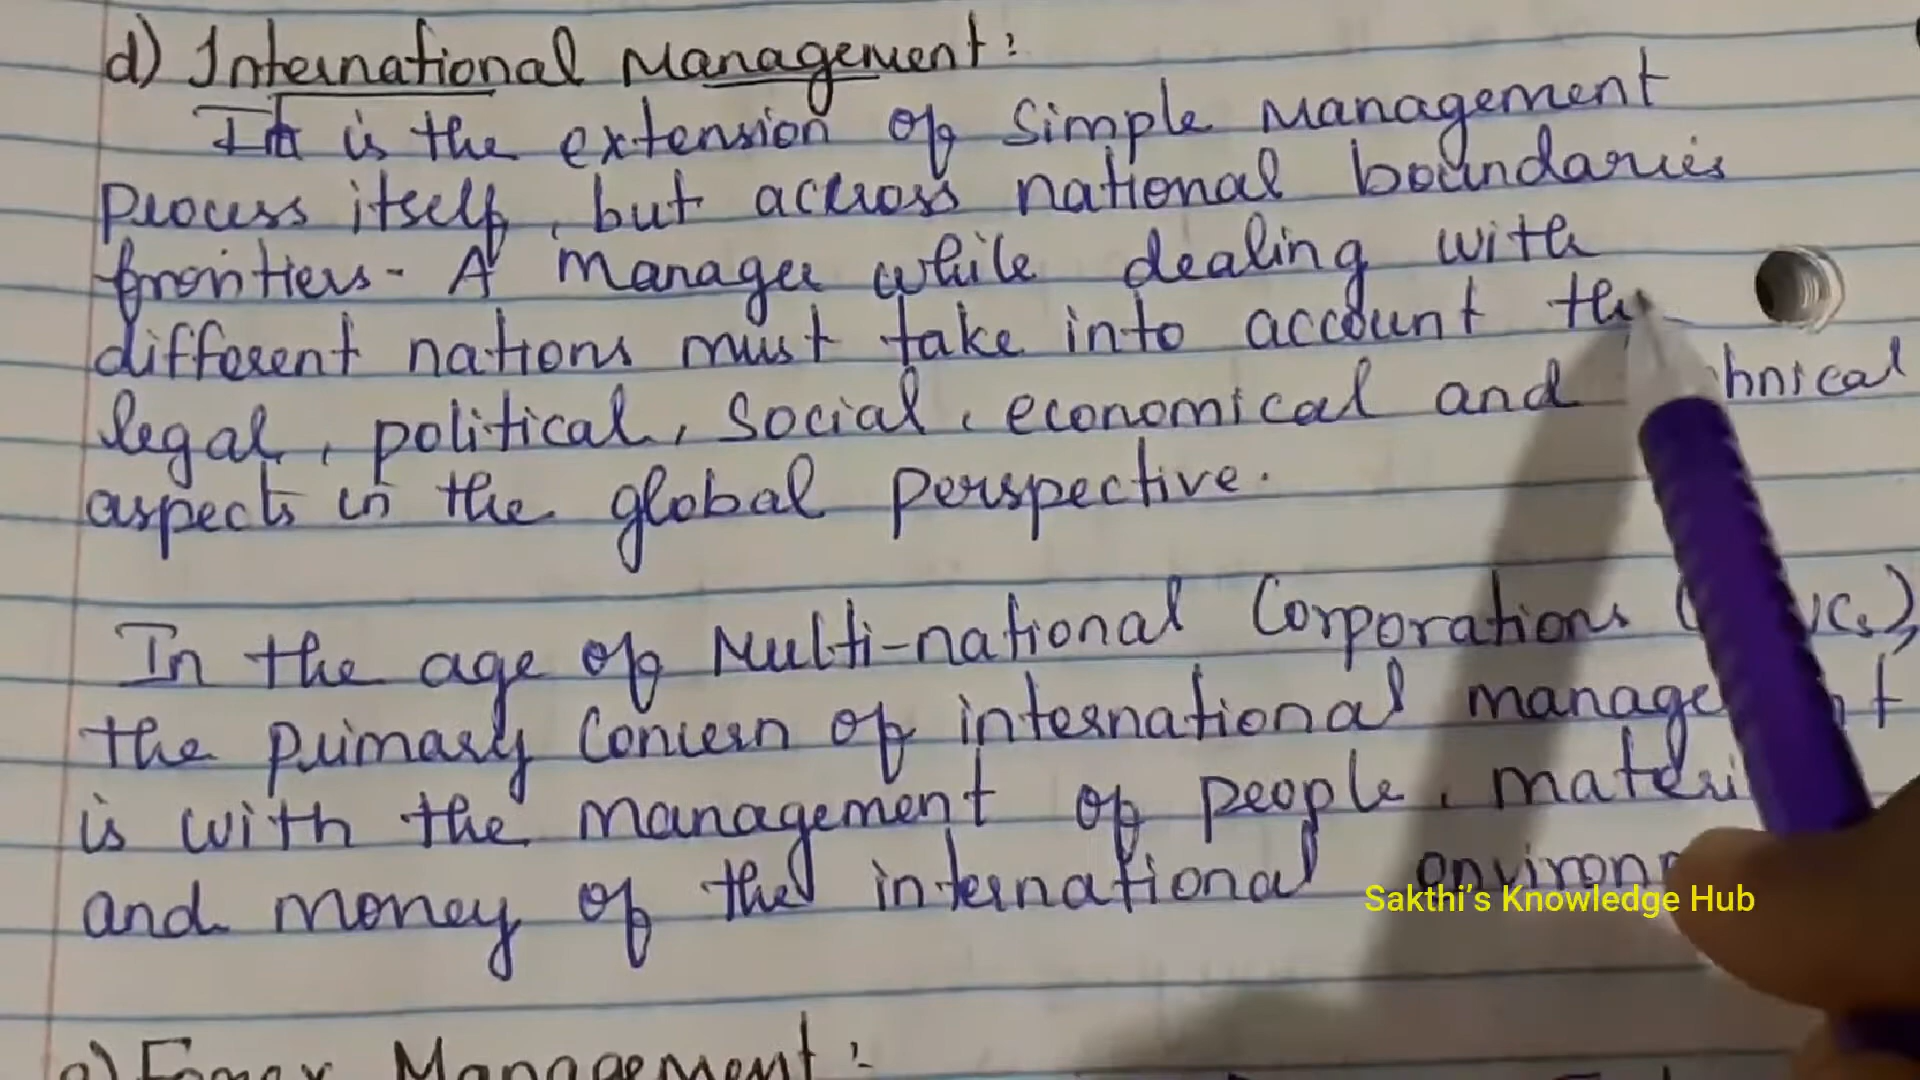 d) International Management:
It is the extension of Simple Management
process itself, but across national boundaries
frontiers. A manager while dealing with
different nations must take into account
legal, political, social, economical and
aspects in the global perspective.
In the age of Multi-national Corporations
the primary concern of international
is with the management of people, 
and money of the international
Sakthi's Knowledge Hub
Management: